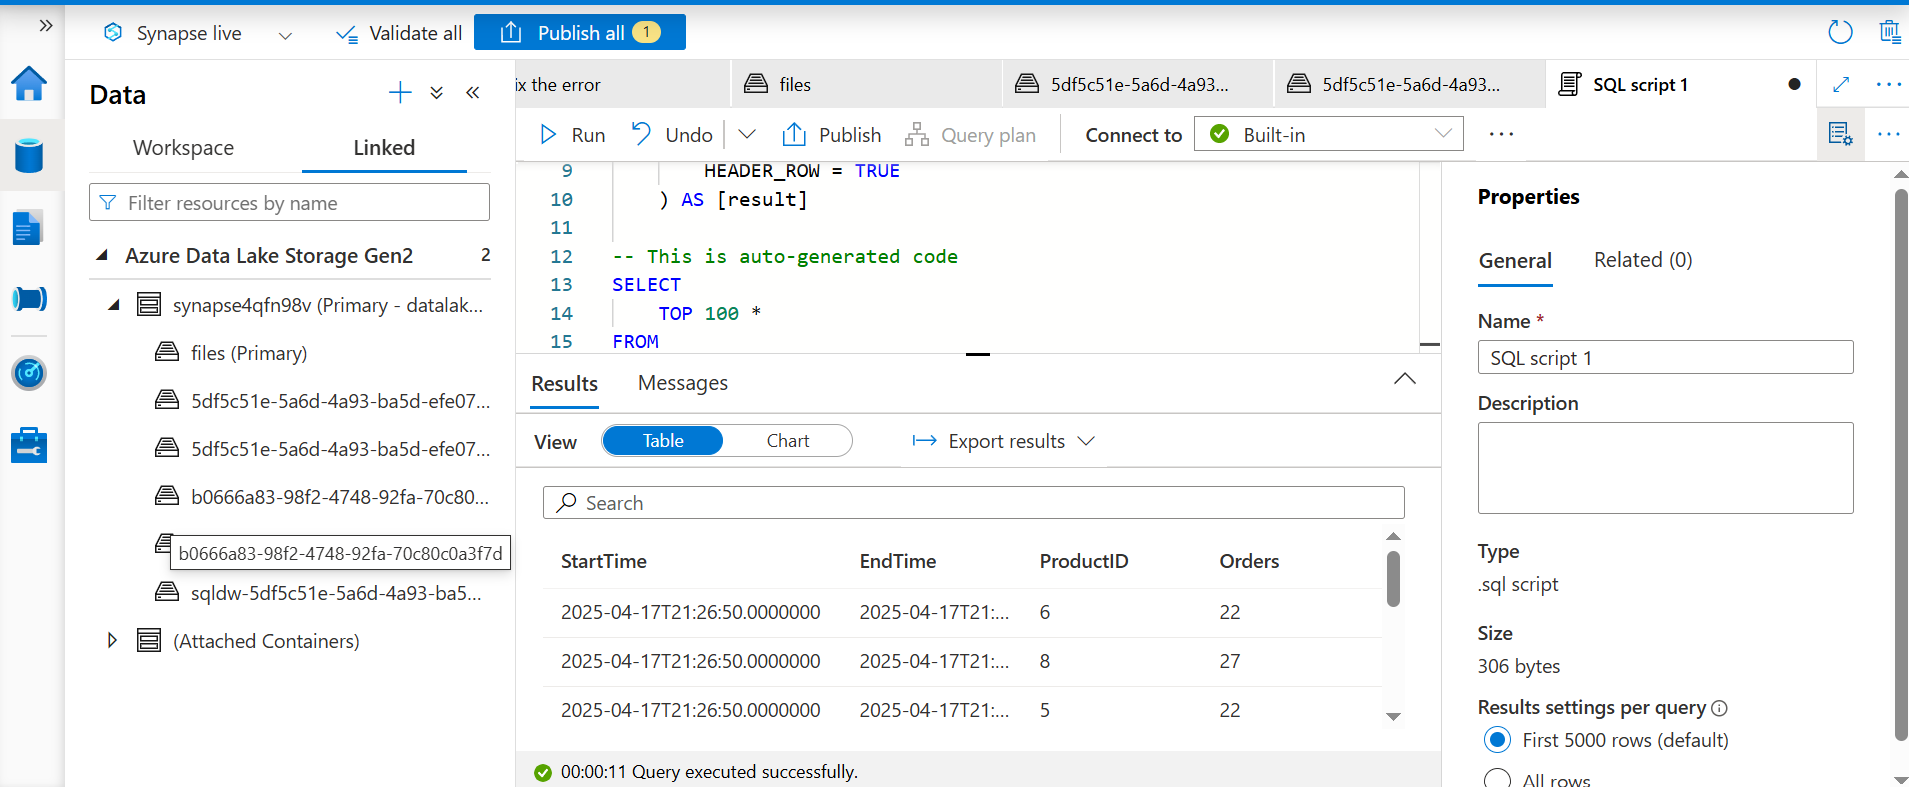 Synapse live
Validate all
Publish all 1
Data
Workspace
Linked
Filter resources by name
Azure Data Lake Storage Gen2 2
synapse4qfn98v (Primary - datalak...
files (Primary)
5df5c51e-5a6d-4a93-ba5d-efe07...
5df5c51e-5a6d-4a93-ba5d-efe07...
b0666a83-98f2-4748-92fa-70c80...
b0666a83-98f2-4748-92fa-70c80c0a3f7d
sqldw-5df5c51e-5a6d-4a93-ba5...
(Attached Containers)
ix the error
files
5df5c51e-5a6d-4a93...
5df5c51e-5a6d-4a93...
SQL script 1
Run
Undo
Publish
Query plan
Connect to
Built-in
9 HEADER_ROW = TRUE
10 ) AS [result]
11
12 -- This is auto-generated code
13 SELECT
14 TOP 100 *
15 FROM
Results
Messages
View
Table
Chart
Export results
Search
StartTime EndTime ProductID Orders
2025-04-17T21:26:50.0000000 2025-04-17T21:... 6 22
2025-04-17T21:26:50.0000000 2025-04-17T21:... 8 27
2025-04-17T21:26:50.0000000 2025-04-17T21:... 5 22
00:00:11 Query executed successfully.
Properties
General
Related (0)
Name *
SQL script 1
Description
Type
.sql script
Size
306 bytes
Results settings per query
First 5000 rows (default)
All rows